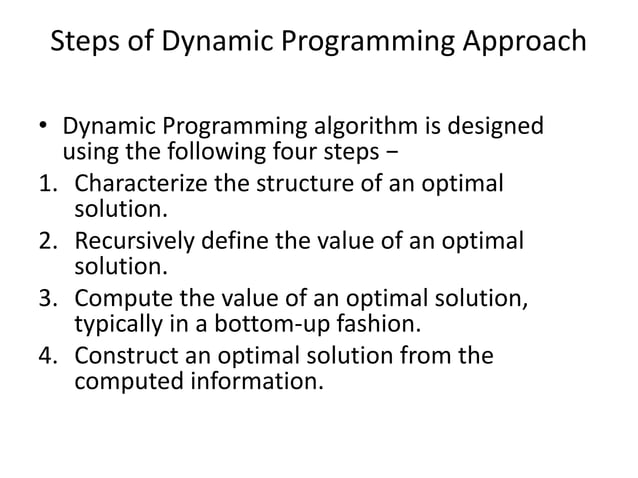 Steps of Dynamic Programming Approach
• Dynamic Programming algorithm is designed
using the following four steps −
1. Characterize the structure of an optimal
solution.
2. Recursively define the value of an optimal
solution.
3. Compute the value of an optimal solution,
typically in a bottom-up fashion.
4. Construct an optimal solution from the
computed information.